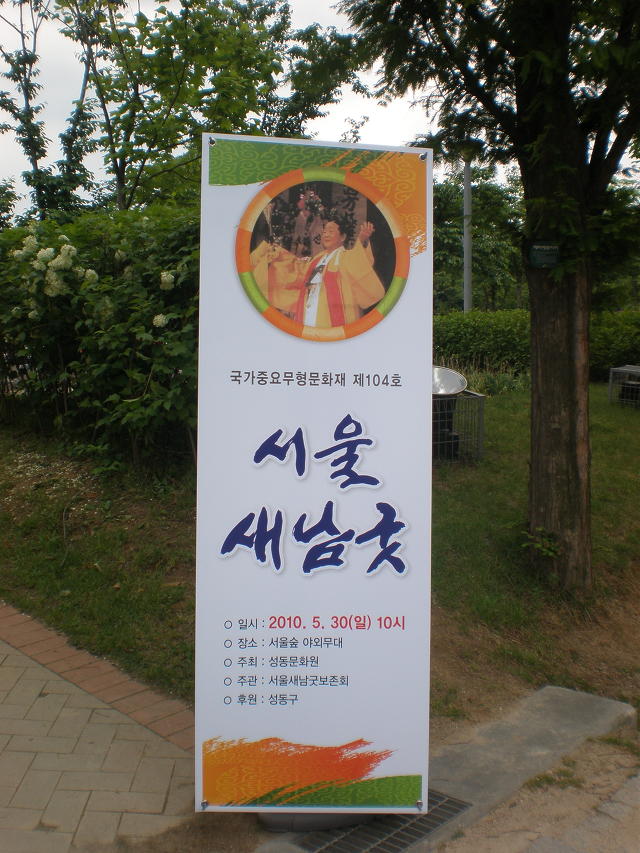 국가중요무형문화재 제104호
서울
새남굿
○ 일시 : 2010. 5. 30(일) 10시
○ 장소 : 서울숲 야외무대
○ 주최 : 성동문화원
○ 주관 : 서울새남굿보존회
○ 후원 : 성동구